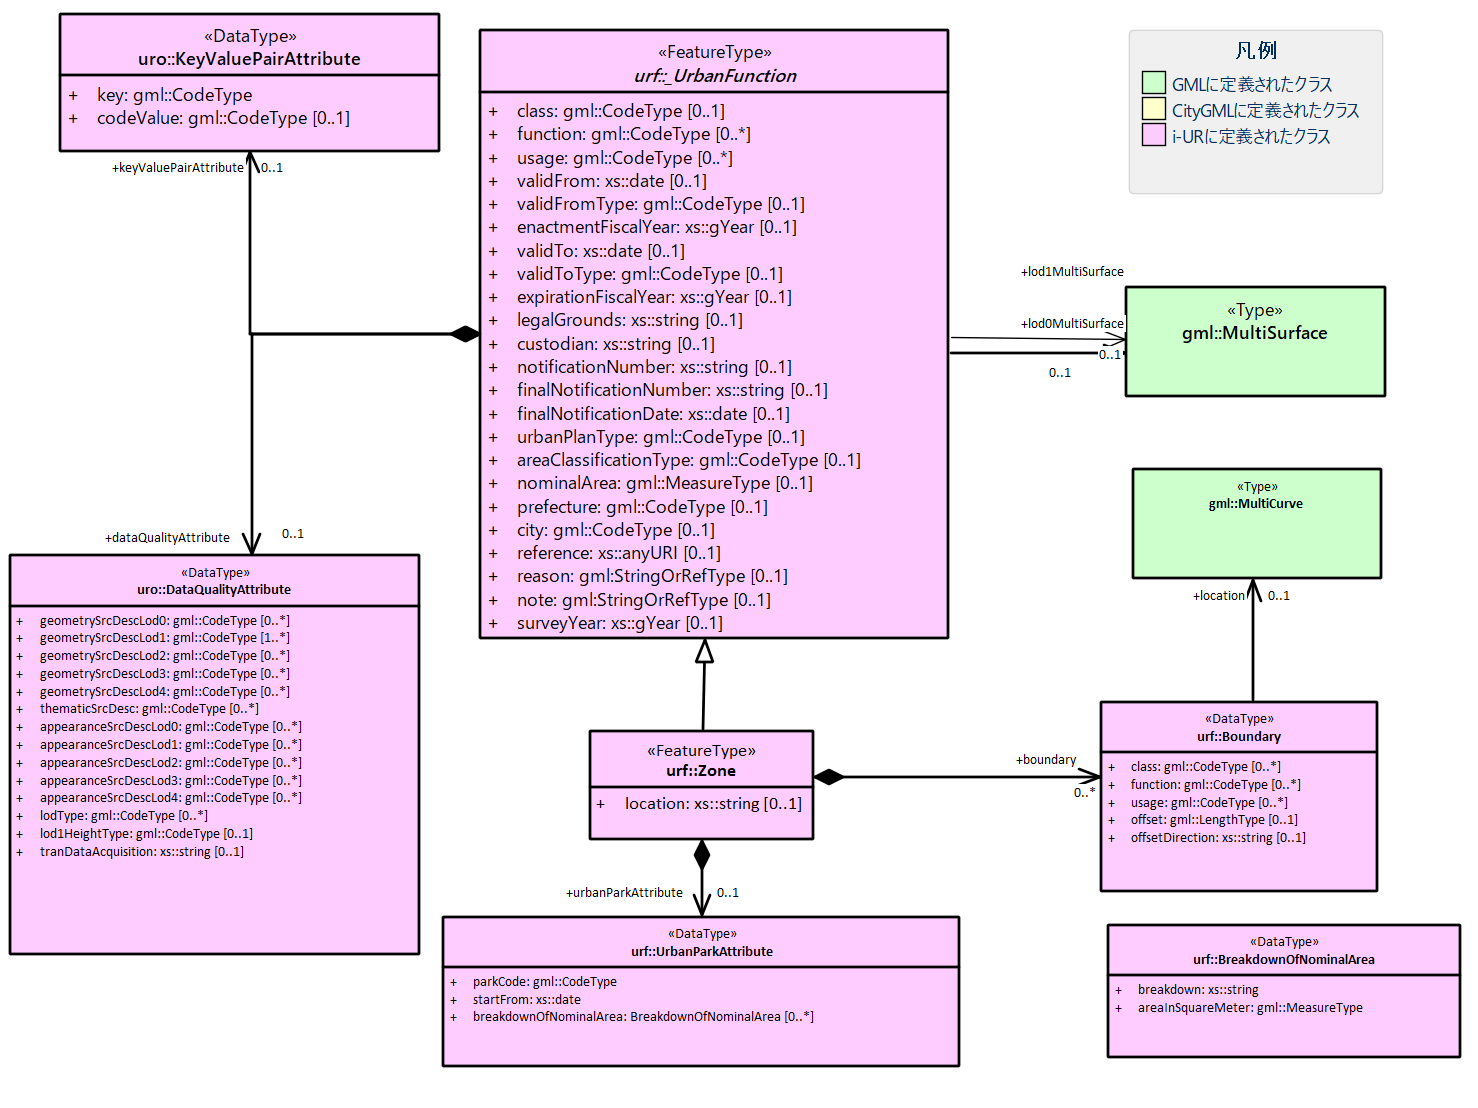 «DataType»
uro::KeyValuePairAttribute
+ key: gml::CodeType
+ codeValue: gml::CodeType [0..1]
+keyValuePairAttribute 0..1
«FeatureType»
urf::_UrbanFunction
+ class: gml::CodeType [0..1]
+ function: gml::CodeType [0..*]
+ usage: gml::CodeType [0..*]
+ validFrom: xs::date [0..1]
+ validFromType: gml::CodeType [0..1]
+ enactmentFiscalYear: xs::gYear [0..1]
+ validTo: xs::date [0..1]
+ validToType: gml::CodeType [0..1]
+ expirationFiscalYear: xs::gYear [0..1]
+ legalGrounds: xs::string [0..1]
+ custodian: xs::string [0..1]
+ notificationNumber: xs::string [0..1]
+ finalNotificationNumber: xs::string [0..1]
+ finalNotificationDate: xs::date [0..1]
+ urbanPlanType: gml::CodeType [0..1]
+ areaClassificationType: gml::CodeType [0..1]
+ nominalArea: gml::MeasureType [0..1]
+ prefecture: gml::CodeType [0..1]
+ city: gml::CodeType [0..1]
+ reference: xs::anyURI [0..1]
+ reason: gml:StringOrRefType [0..1]
+ note: gml:StringOrRefType [0..1]
+ surveyYear: xs::gYear [0..1]
凡例
GMLに定義されたクラス
CityGMLに定義されたクラス
i-URに定義されたクラス
+lod1MultiSurface
+lod0MultiSurface
0..1
0..1
«Type»
gml::MultiSurface
«Type»
gml::MultiCurve
+location 0..1
+dataQualityAttribute 0..1
«DataType»
uro::DataQualityAttribute
+ geometrySrcDescLod0: gml::CodeType [0..*]
+ geometrySrcDescLod1: gml::CodeType [1..*]
+ geometrySrcDescLod2: gml::CodeType [0..*]
+ geometrySrcDescLod3: gml::CodeType [0..*]
+ geometrySrcDescLod4: gml::CodeType [0..*]
+ thematicSrcDesc: gml::CodeType [0..*]
+ appearanceSrcDescLod0: gml::CodeType [0..*]
+ appearanceSrcDescLod1: gml::CodeType [0..*]
+ appearanceSrcDescLod2: gml::CodeType [0..*]
+ appearanceSrcDescLod3: gml::CodeType [0..*]
+ appearanceSrcDescLod4: gml::CodeType [0..*]
+ lodType: gml::CodeType [0..*]
+ lod1HeightType: gml::CodeType [0..1]
+ tranDataAcquisition: xs::string [0..1]
«FeatureType»
urf::Zone
+ location: xs::string [0..1]
+boundary
0..*
«DataType»
urf::Boundary
+ class: gml::CodeType [0..*]
+ function: gml::CodeType [0..*]
+ usage: gml::CodeType [0..*]
+ offset: gml::LengthType [0..1]
+ offsetDirection: xs::string [0..1]
+urbanParkAttribute 0..1
«DataType»
urf::UrbanParkAttribute
+ parkCode: gml::CodeType
+ startFrom: xs::date
+ breakdownOfNominalArea: BreakdownOfNominalArea [0..*]
«DataType»
urf::BreakdownOfNominalArea
+ breakdown: xs::string
+ areaInSquareMeter: gml::MeasureType